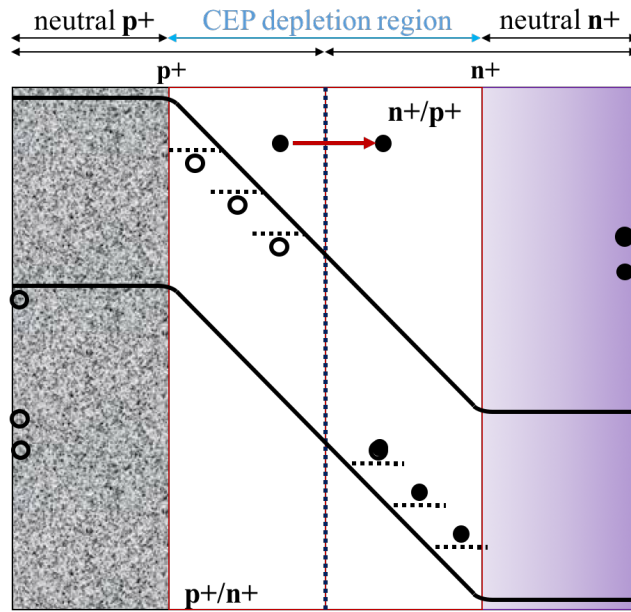 neutral p+ CEP depletion region neutral n+
p+ n+
n+/p+
p+/n+